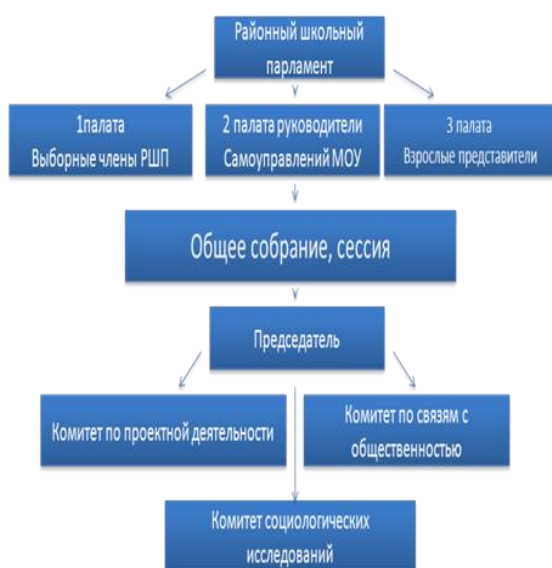 Районный школьный
парламент
1палата
Выборные члены РШП
2 палата руководители
Самоуправлений МОУ
3 палата
Взрослые представители
Общее собрание, сессия
Председатель
Комитет по проектной деятельности
Комитет по связям с
общественностью
Комитет социологических
исследований